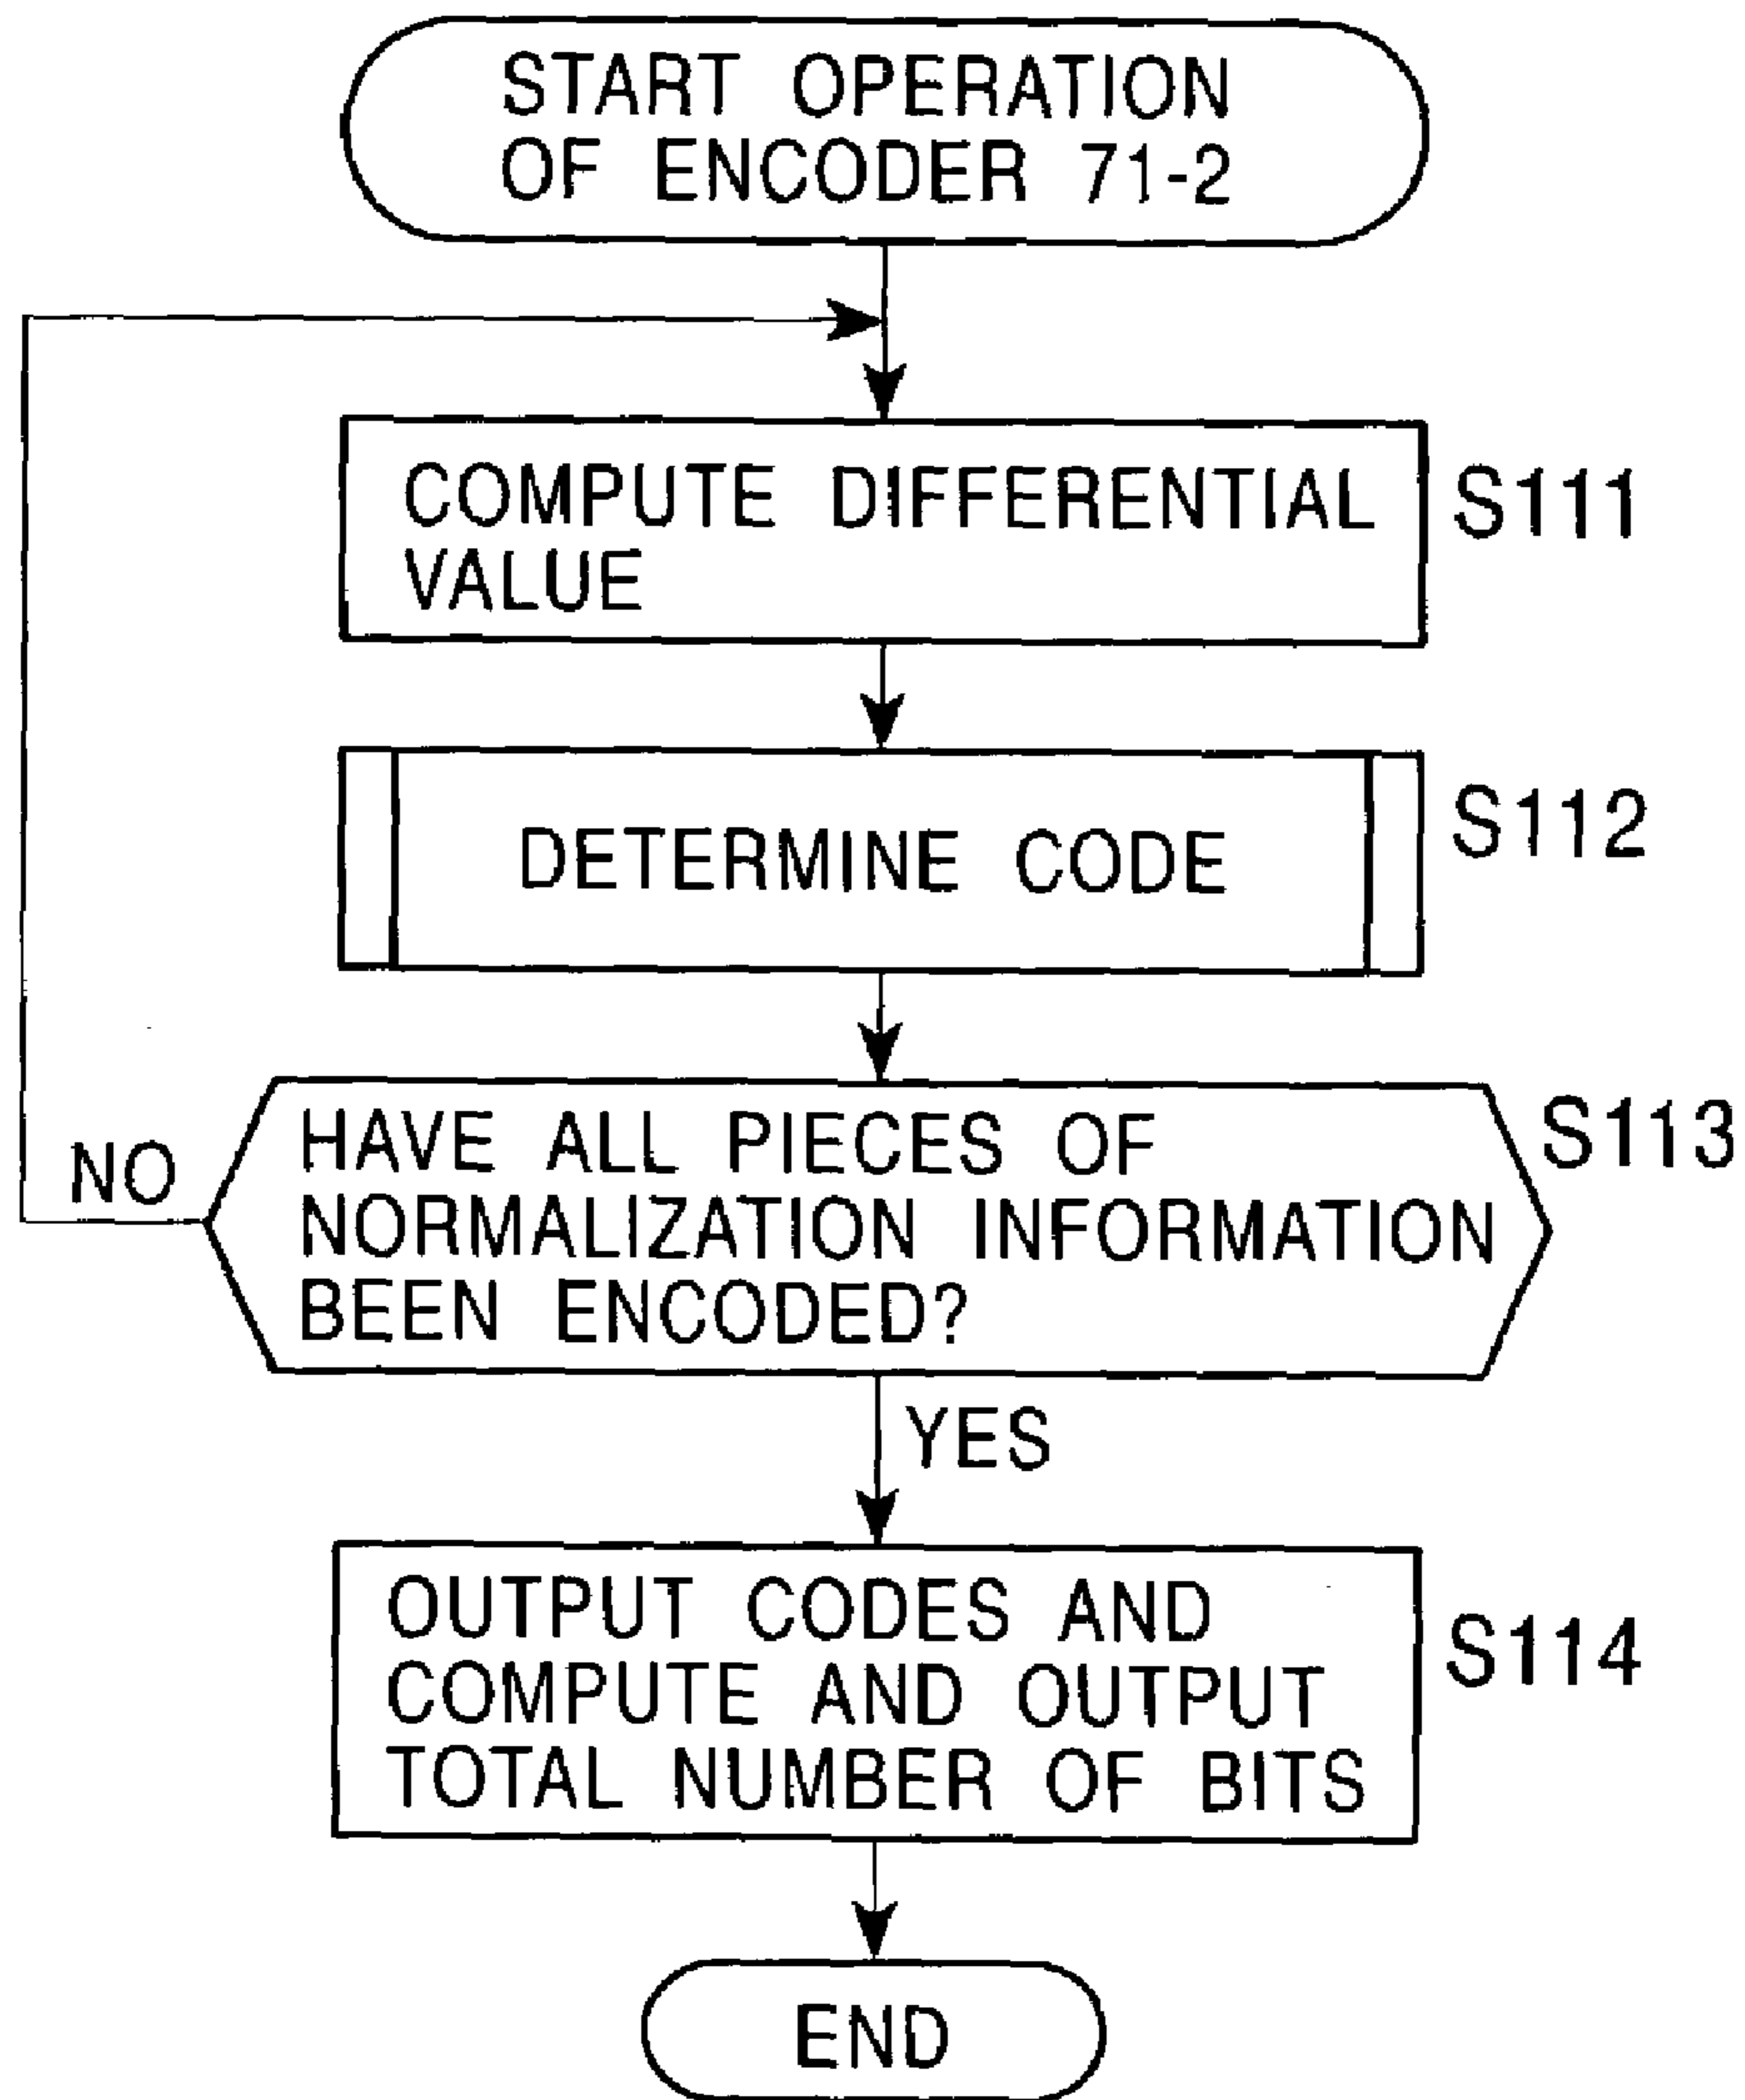 START OPERATION
OF ENCODER 71-2
COMPUTE DIFFERENTIAL
VALUE
S111
DETERMINE CODE
S112
HAVE ALL PIECES OF
NORMALIZATION INFORMATION
BEEN ENCODED?
S113
NO
YES
OUTPUT CODES AND
COMPUTE AND OUTPUT
TOTAL NUMBER OF BITS
S114
END